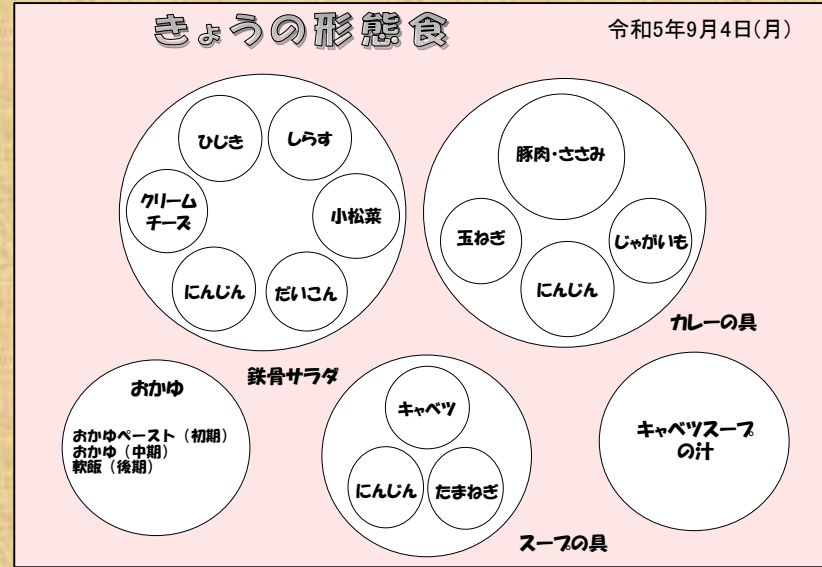 きょうの形態食
令和5年9月4日(月)
ひじき
しらす
クリーム
チーズ
小松菜
にんじん
だいこん
鉄骨サラダ
豚肉・ささみ
玉ねぎ
じゃがいも
にんじん
カレーの具
おかゆ
おかゆペースト（初期）
おかゆ（中期）
軟飯（後期）
キャベツ
にんじん
たまねぎ
スープの具
キャベツスープ
の汁